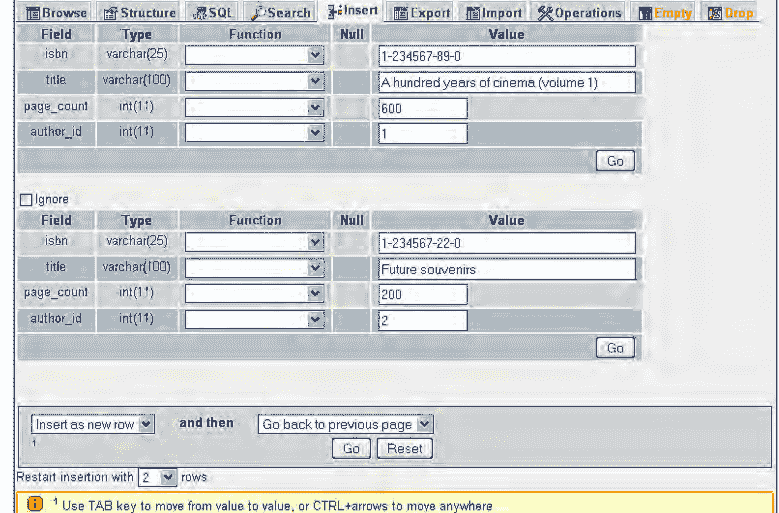 Browse Structure SQL Search Insert Export Import Operations Empty Drop
Field Type Function Null Value
isbn varchar(25) 1-234567-89-0
title varchar(100) A hundred years of cinema (volume 1)
page_count int(11) 600
author_id int(11) 1
Go
Ignore
Field Type Function Null Value
isbn varchar(25) 1-234567-22-0
title varchar(100) Future souvenirs
page_count int(11) 200
author_id int(11) 2
Go
Insert as new row and then Go back to previous page
1
Go Reset
Restart insertion with 2 rows
1 Use TAB key to move from value to value, or CTRL+arrows to move anywhere